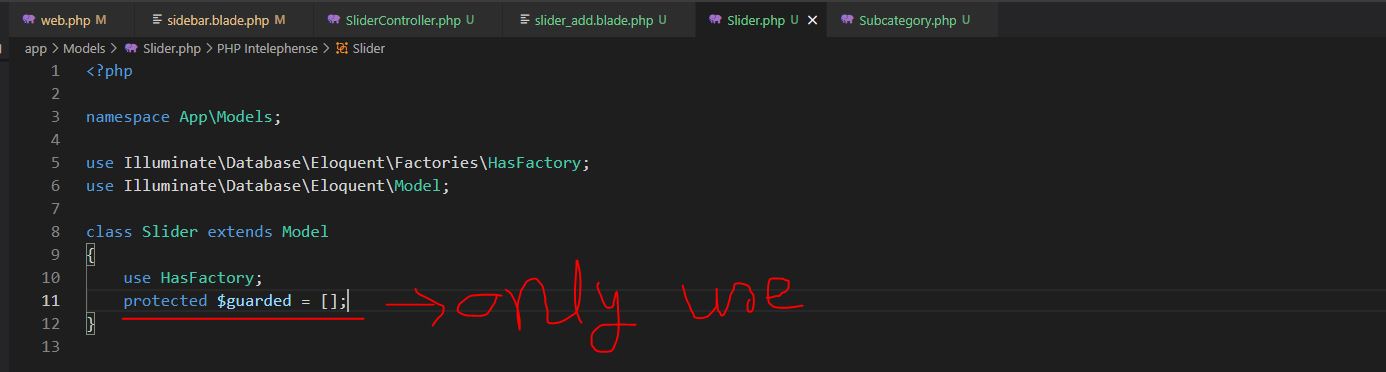 web.php M sidebar.blade.php M SliderController.php U slider_add.blade.php U Slider.php U Subcategory.php U
app > Models > Slider.php > PHP Intelephense > Slider
1 <?php
2
3 namespace App\Models;
4
5 use Illuminate\Database\Eloquent\Factories\HasFactory;
6 use Illuminate\Database\Eloquent\Model;
7
8 class Slider extends Model
9 {
10 use HasFactory;
11 protected $guarded = []; only use
12 }
13